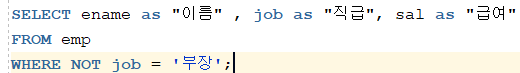 SELECT ename as "이름" , job as "직급", sal as "급여"
FROM emp
WHERE NOT job = '부장';